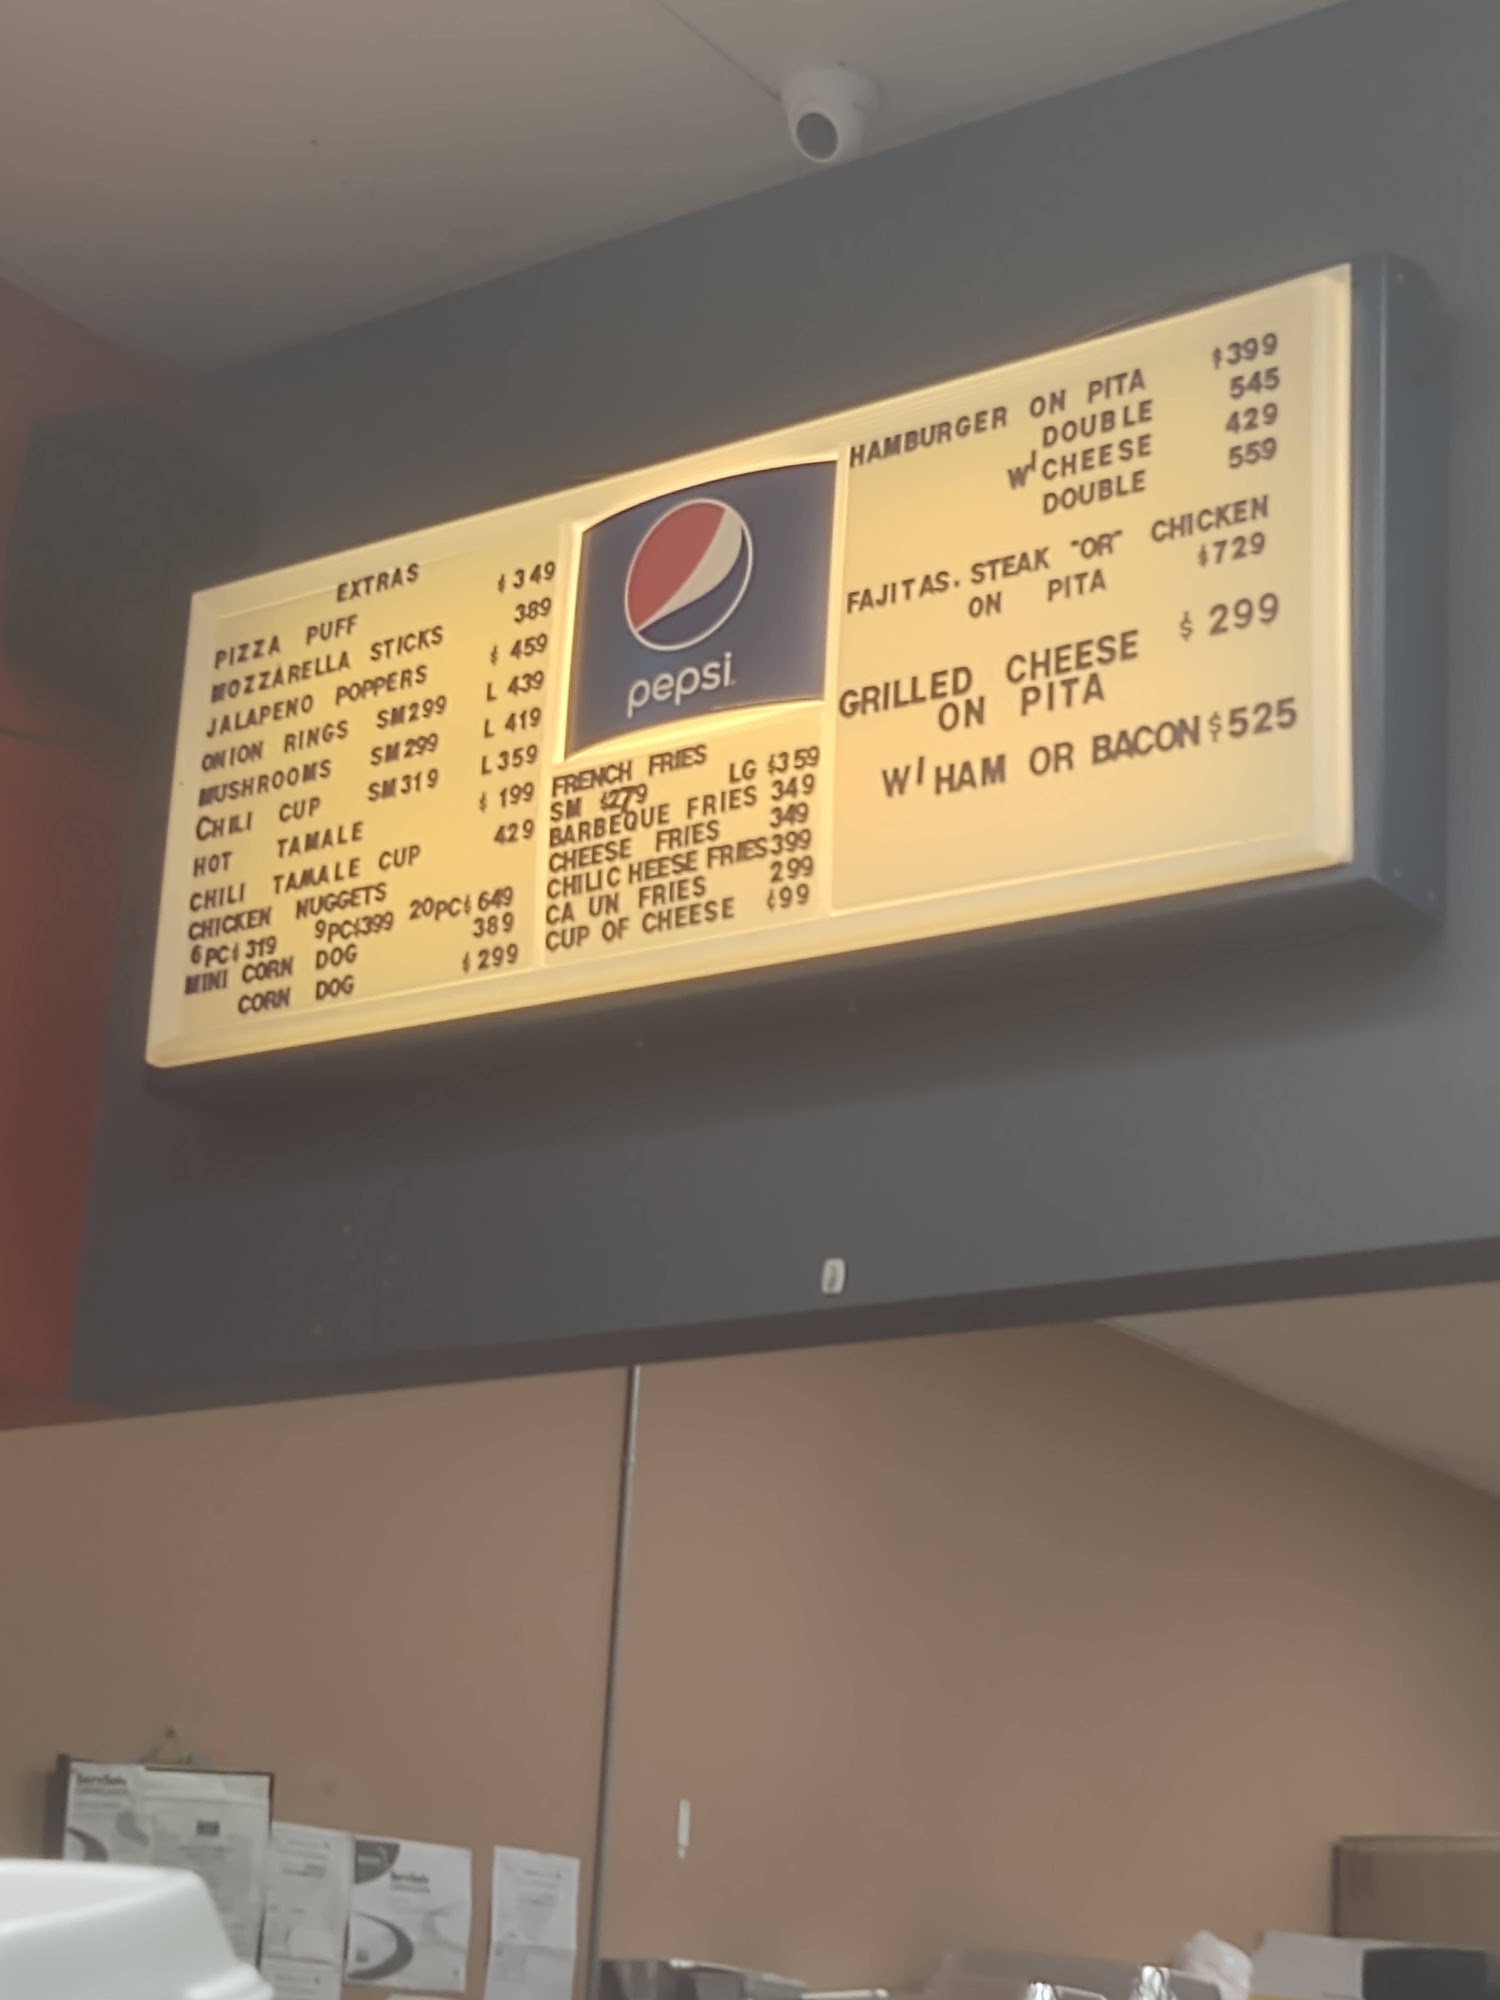 EXTRAS
PIZZA PUFF $349
MOZZARELLA STICKS 389
JALAPENO POPPERS $459
ONION RINGS SM299 L 439
MUSHROOMS SM299 L 419
CHILI CUP SM319 L359
HOT TAMALE $199
CHILI TAMALE CUP 429
CHICKEN NUGGETS
6PC$319 9PC$399 20PC$649
MINI CORN DOG 389
CORN DOG $299
pepsi
FRENCH FRIES
SM $279 LG $359
BARBEQUE FRIES 349
CHEESE FRIES 349
CHILIC HEESE FRIES399
CA UN FRIES 299
CUP OF CHEESE $99
HAMBURGER ON PITA $399
DOUBLE 545
W/CHEESE 429
DOUBLE 559
FAJITAS. STEAK "OR" CHICKEN
ON PITA $729
GRILLED CHEESE $299
ON PITA
W/HAM OR BACON $525
ServSafe
ServSafe